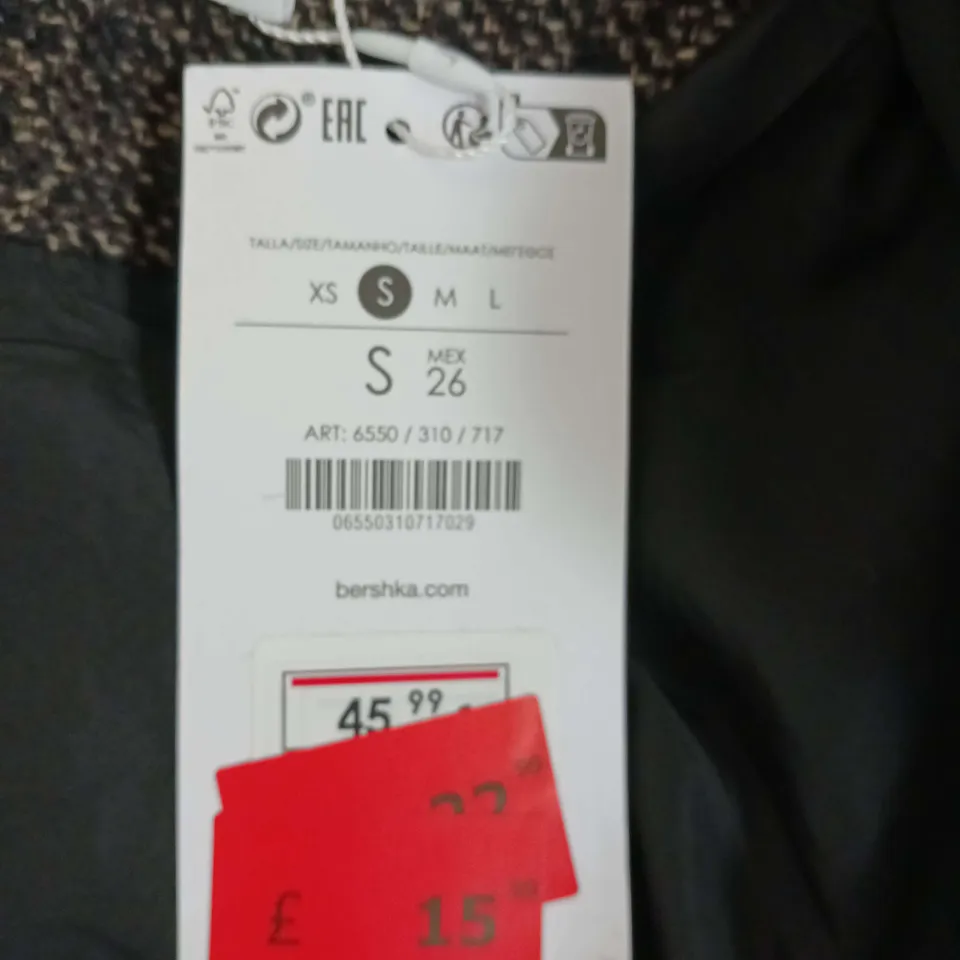 EAC
TALLA/SIZE/TAMANHO/TAILLE/MAAT/ΜΕΓΕΘΟΣ
XS S M L
S MEX 26
ART: 6550 / 310 / 717
06550310717029
bershka.com
45 99
£ 15